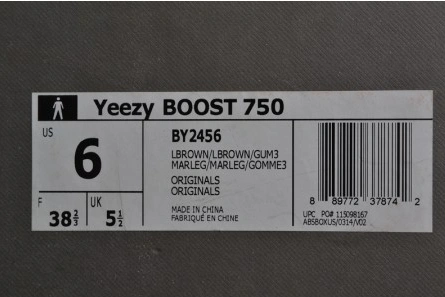 Yeezy BOOST 750
US
6
F
38 2/3
UK
5 1/2
BY2456
LBROWN/LBROWN/GUM3
MARLEG/MARLEG/GOMME3
ORIGINALS
ORIGINALS
MADE IN CHINA
FABRIQUÉ EN CHINE
8 89772 37874 2
UPC PO# 115098167
ABSBOXUS/0314/V02